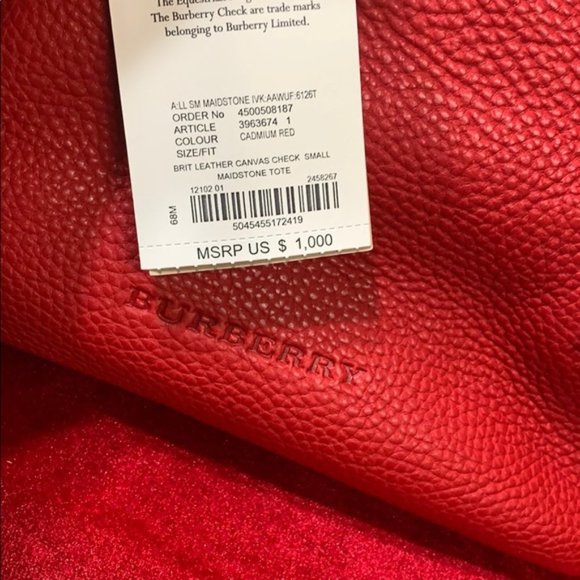 The Equestrian
The Burberry Check are trade marks
belonging to Burberry Limited.
A:LL SM MAIDSTONE IVK:AAWUF:6126T
ORDER No 4500508187
ARTICLE 3963674 1
COLOUR CADMIUM RED
SIZE/FIT
BRIT LEATHER CANVAS CHECK SMALL
MAIDSTONE TOTE
12102 01 2458267
68M
5045455172419
MSRP US $ 1,000
BURBERRY